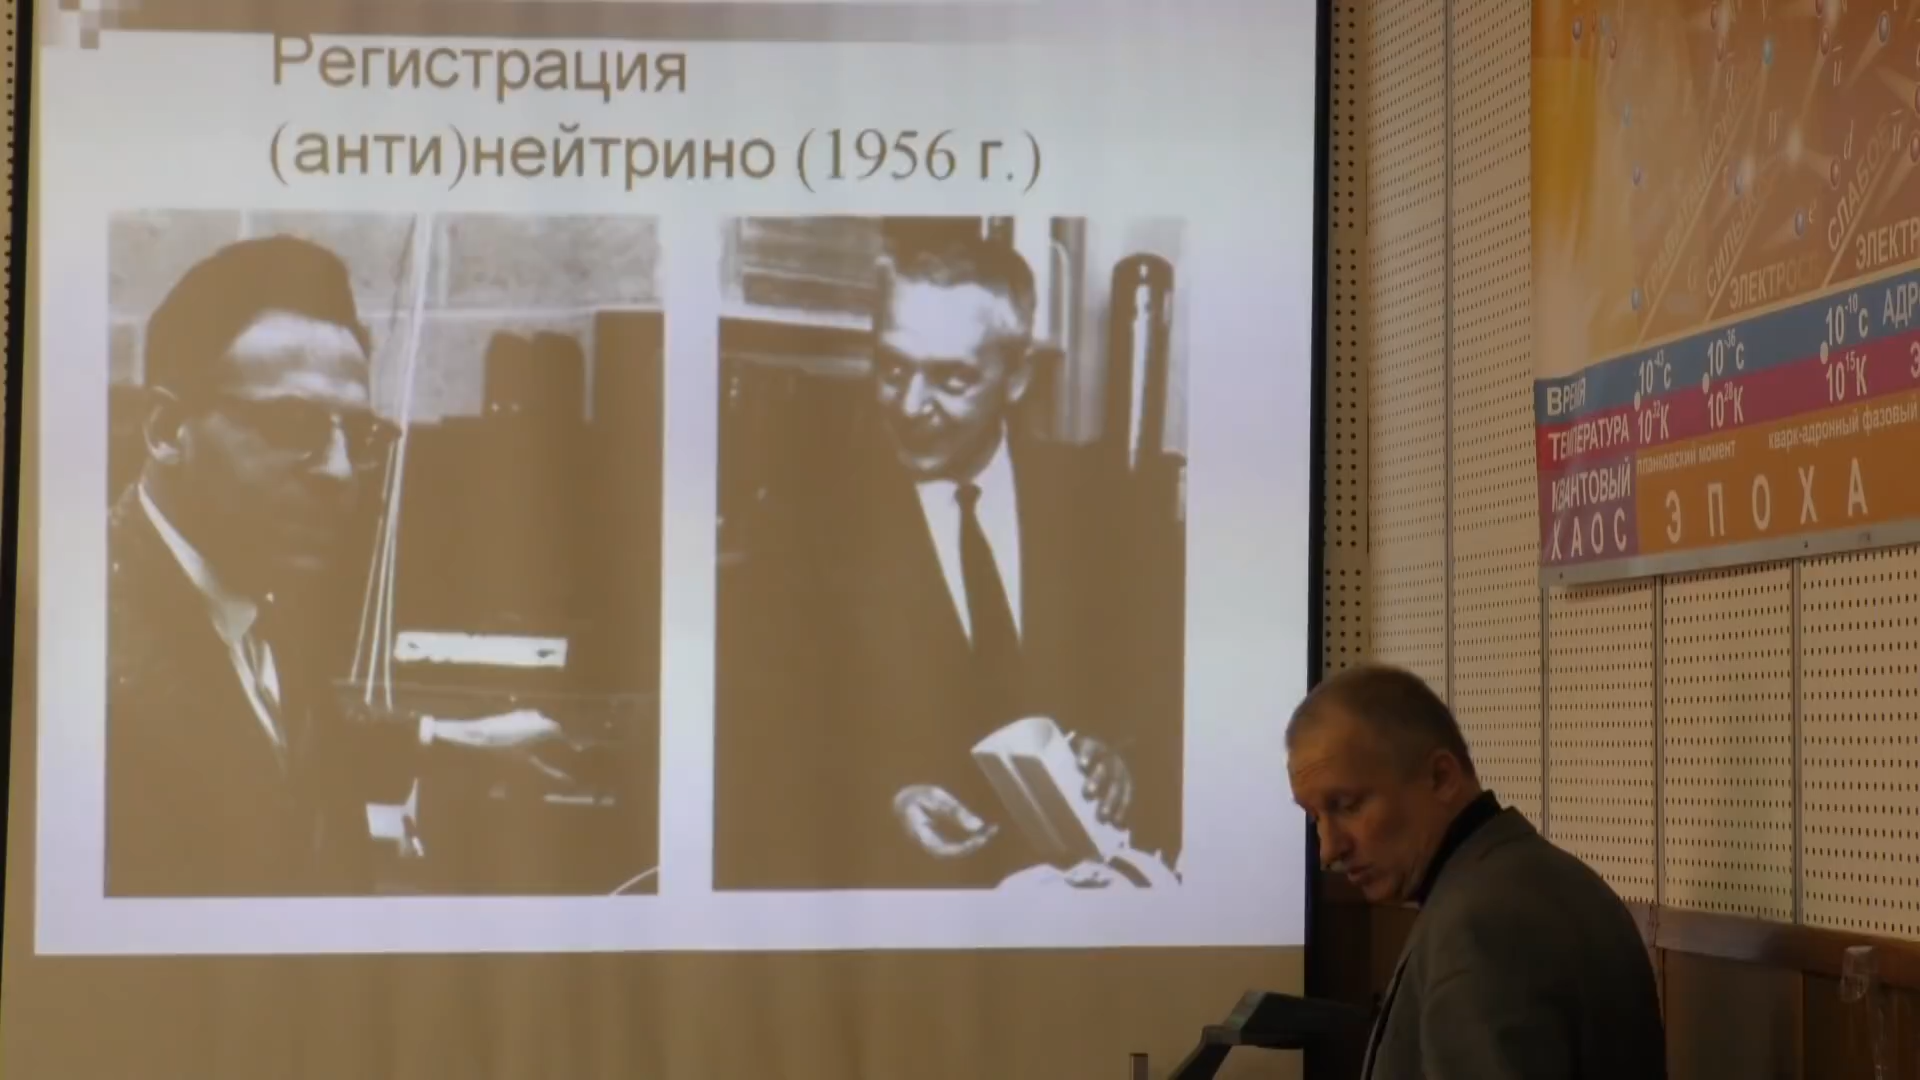 Регистрация
(анти)нейтрино (1956 г.)
СЛАБОЕ
ЭЛЕКТР
ВРЕМЯ 10⁻⁴³с 10⁻³⁶с 10⁻¹⁰с АДР
ТЕМПЕРАТУРА 10³²К 10²⁸К 10¹⁵К Э
планковский момент кварк-адронный фазовый
КВАНТОВЫЙ
ХАОС
ЭПОХА